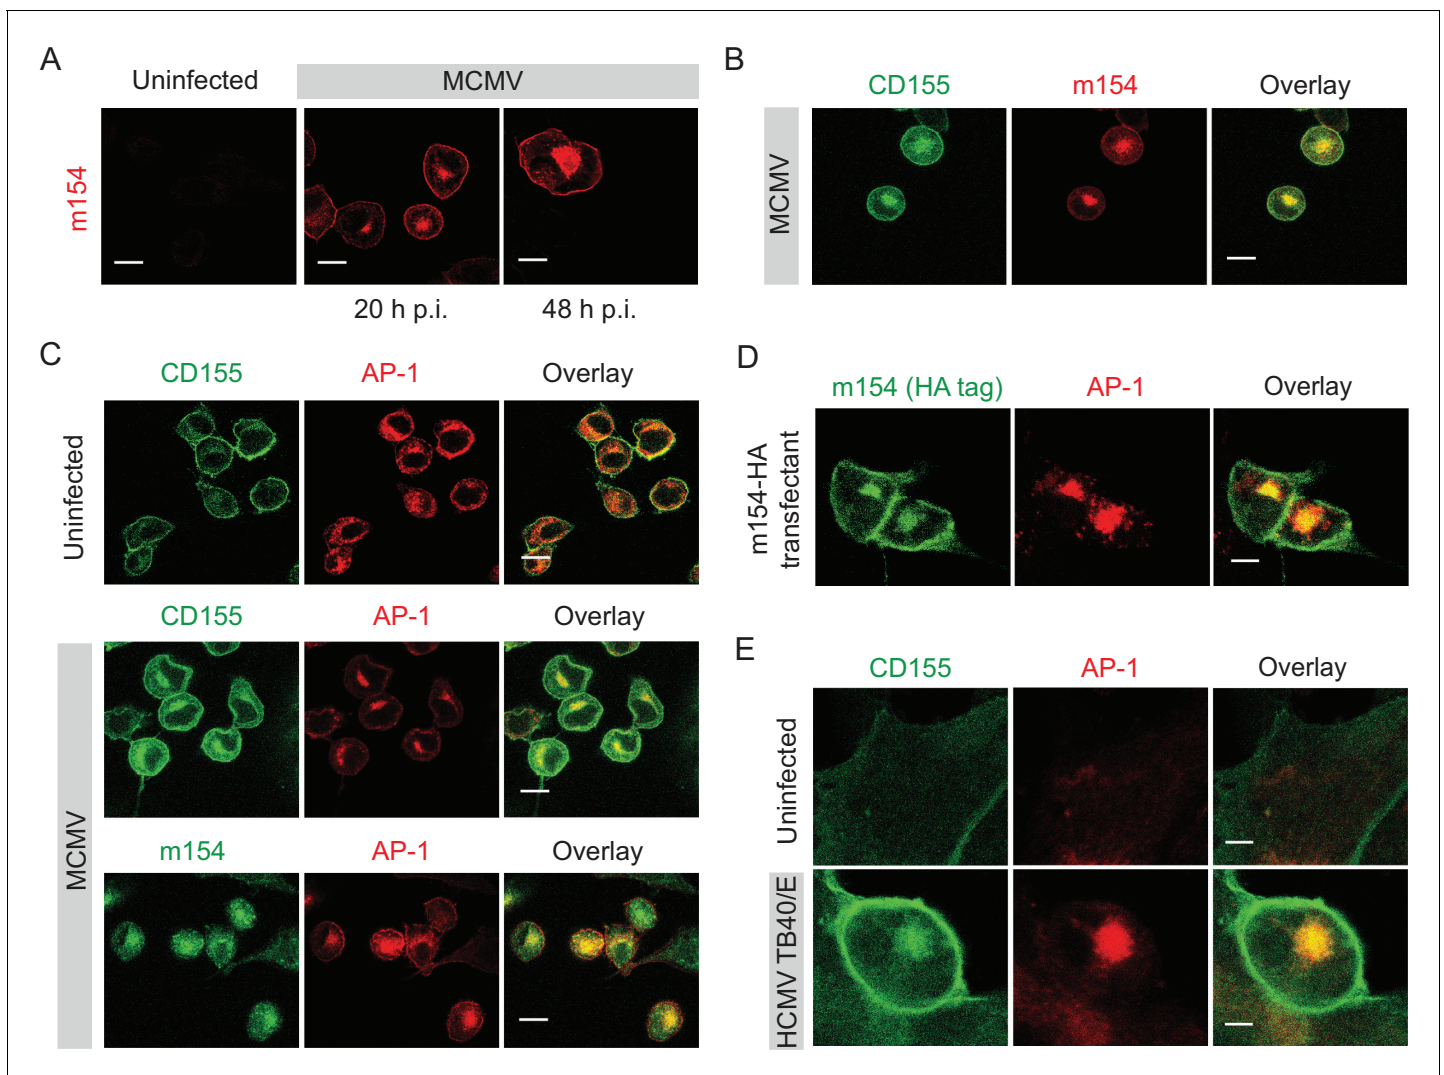 A
Uninfected
MCMV
m154
20 h p.i.
48 h p.i.
B
CD155
m154
Overlay
MCMV
C
CD155
AP-1
Overlay
Uninfected
CD155
AP-1
Overlay
MCMV
m154
AP-1
Overlay
D
m154 (HA tag)
AP-1
Overlay
m154-HA
transfectant
E
CD155
AP-1
Overlay
Uninfected
HCMV TB40/E